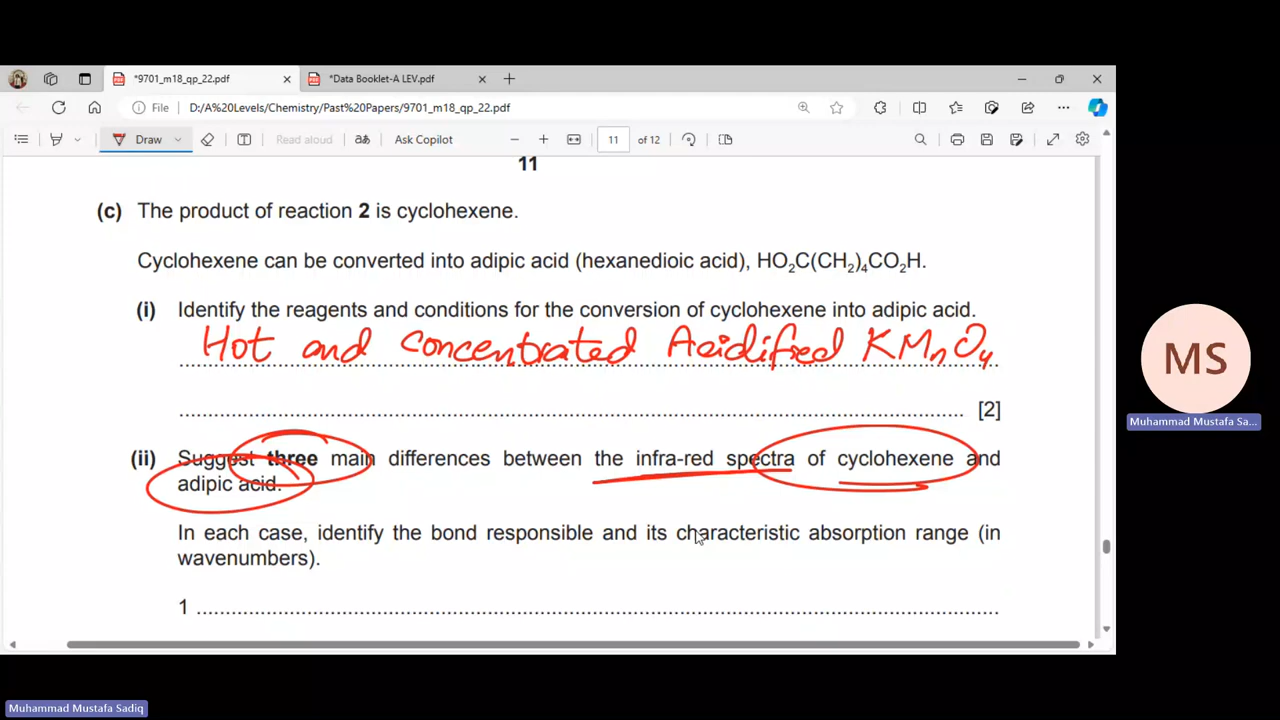 *9701_m18_qp_22.pdf
*Data Booklet-A LEV.pdf
File
D:/A%20Levels/Chemistry/Past%20Papers/9701_m18_qp_22.pdf
Draw
Read aloud
aあ
Ask Copilot
11
of 12
11
(c) The product of reaction 2 is cyclohexene.
Cyclohexene can be converted into adipic acid (hexanedioic acid), HO₂C(CH₂)₄CO₂H.
(i) Identify the reagents and conditions for the conversion of cyclohexene into adipic acid.
Hot and concentrated Acidified KMnO₄
[2]
(ii) Suggest three main differences between the infra-red spectra of cyclohexene and
adipic acid.
In each case, identify the bond responsible and its characteristic absorption range (in
wavenumbers).
1
MS
Muhammad Mustafa Sa...
Muhammad Mustafa Sadiq